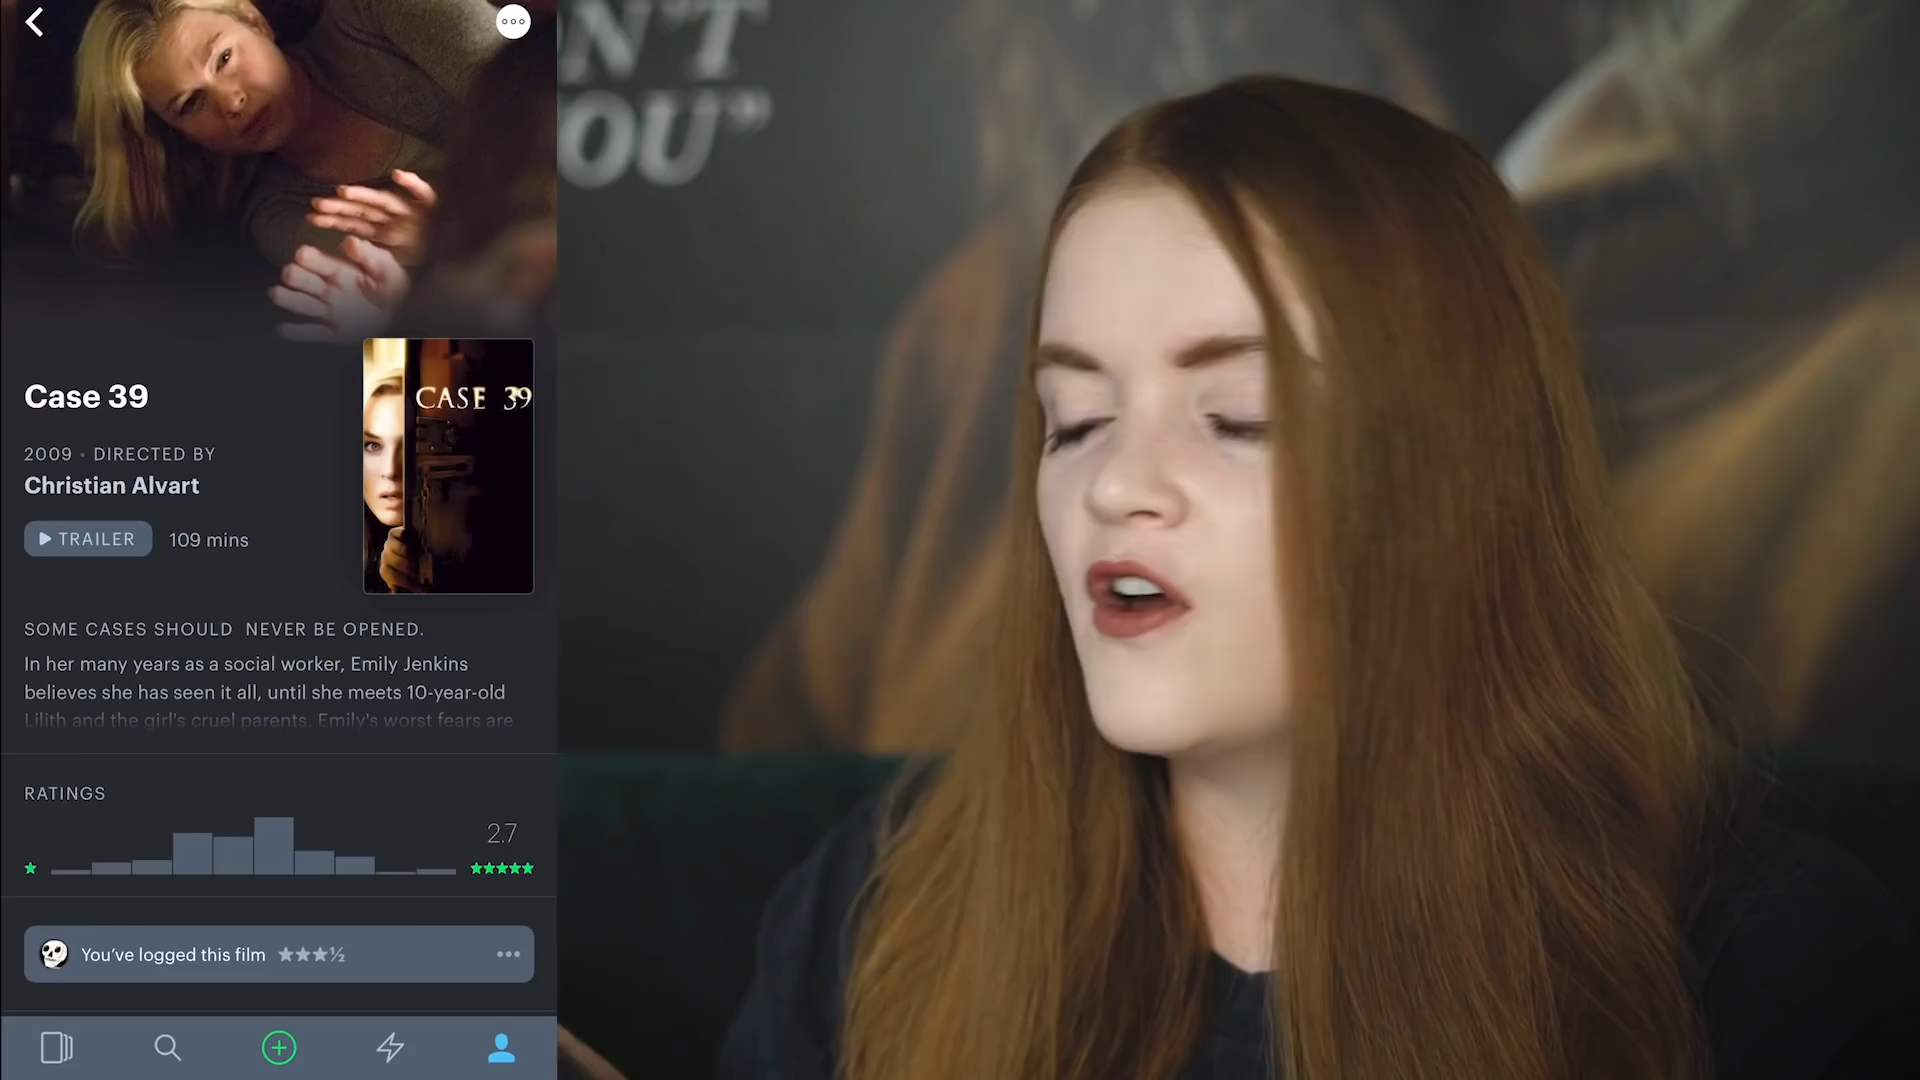 Case 39
2009 • DIRECTED BY
Christian Alvart
TRAILER
109 mins
CASE 39
SOME CASES SHOULD NEVER BE OPENED.
In her many years as a social worker, Emily Jenkins
believes she has seen it all, until she meets 10-year-old
Lilith and the girl's cruel parents. Emily's worst fears are
RATINGS
2.7
You've logged this film ★★★½
N'T
OU”